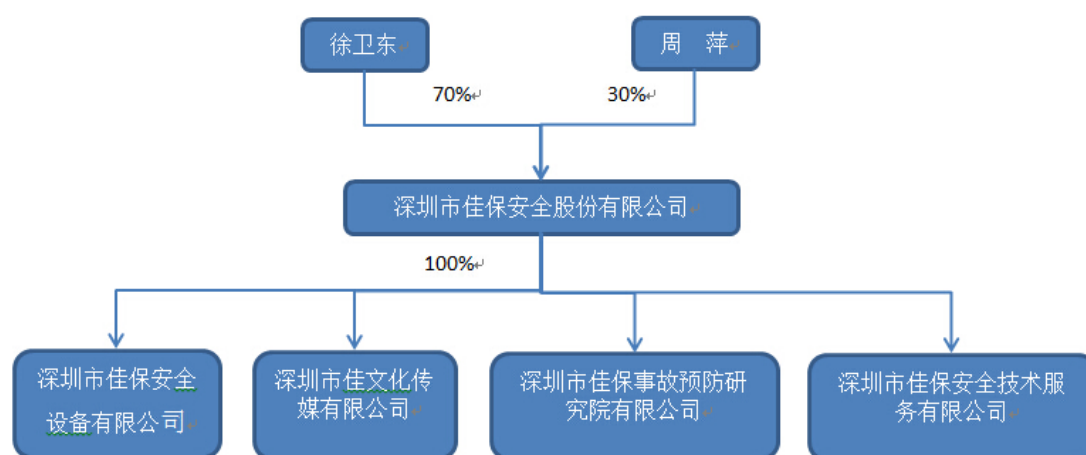 徐卫东
周　萍
70%
30%
深圳市佳保安全股份有限公司
100%
深圳市佳保安全
设备有限公司
深圳市佳文化传
媒有限公司
深圳市佳保事故预防研
究院有限公司
深圳市佳保安全技术服
务有限公司